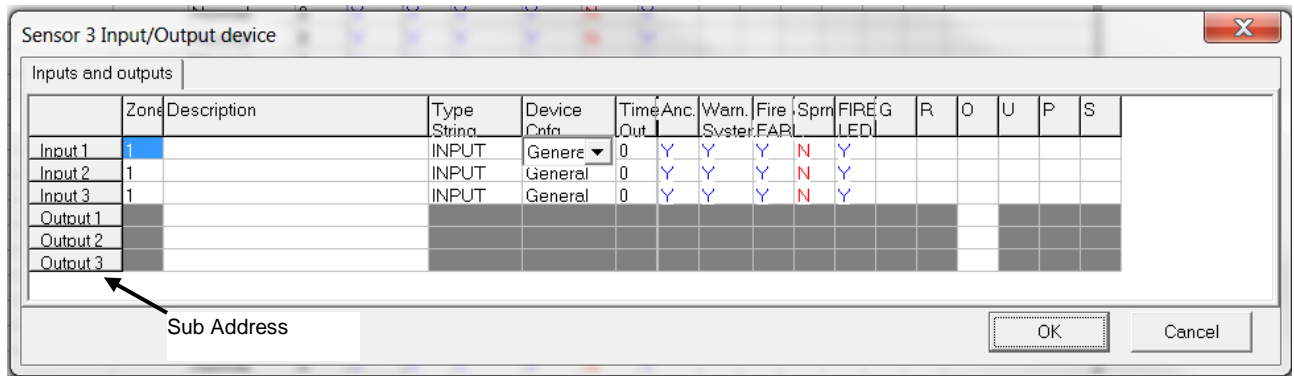 Sensor 3 Input/Output device
Inputs and outputs
Zone Description Type String Device Cnfg Time Out Anc. Warn. System Fire Sprn FIRE LED G R O U P S
Input 1 1 INPUT Genera 0 Y Y Y N Y
Input 2 1 INPUT General 0 Y Y Y N Y
Input 3 1 INPUT General 0 Y Y Y N Y
Output 1
Output 2
Output 3
Sub Address
OK Cancel